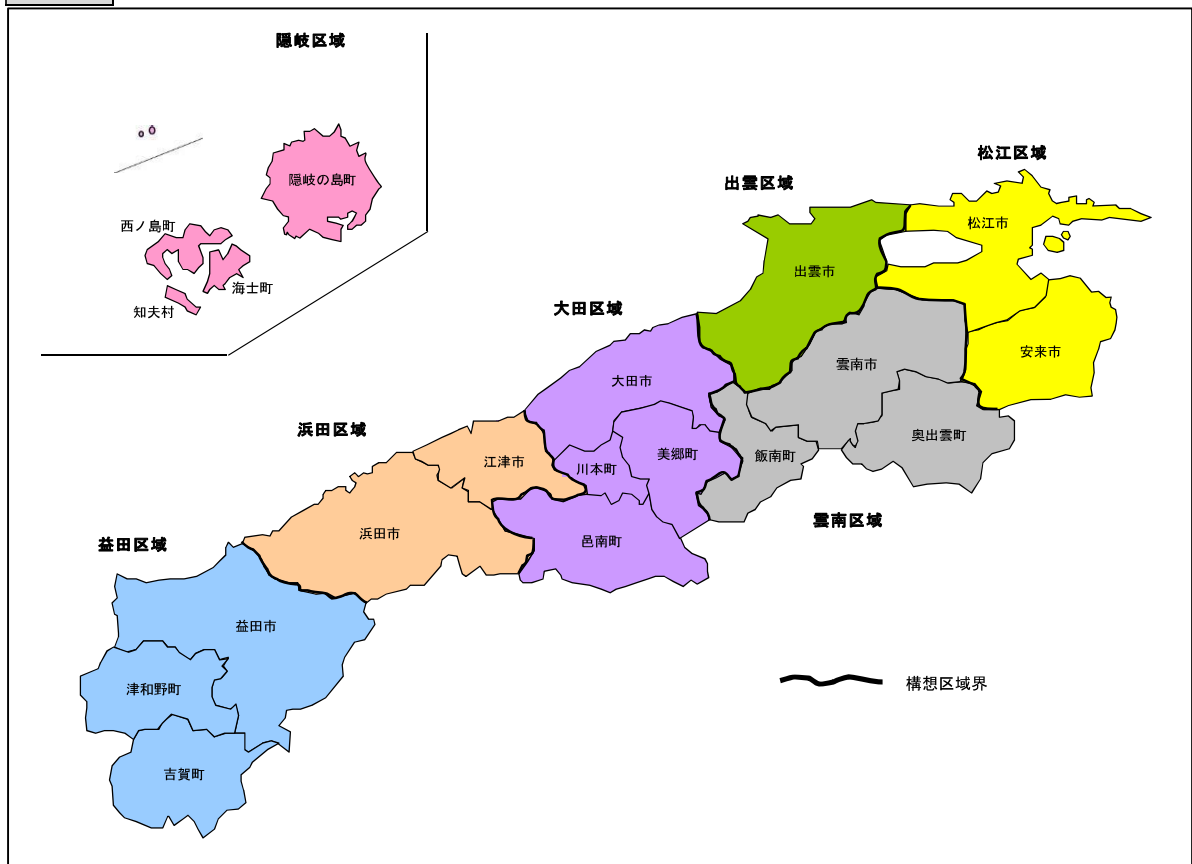 隠岐区域
隠岐の島町
西ノ島町
海士町
知夫村
松江区域
松江市
安来市
出雲区域
出雲市
大田区域
大田市
川本町
美郷町
邑南町
雲南市
奥出雲町
飯南町
雲南区域
浜田区域
江津市
浜田市
益田区域
益田市
津和野町
吉賀町
構想区域界